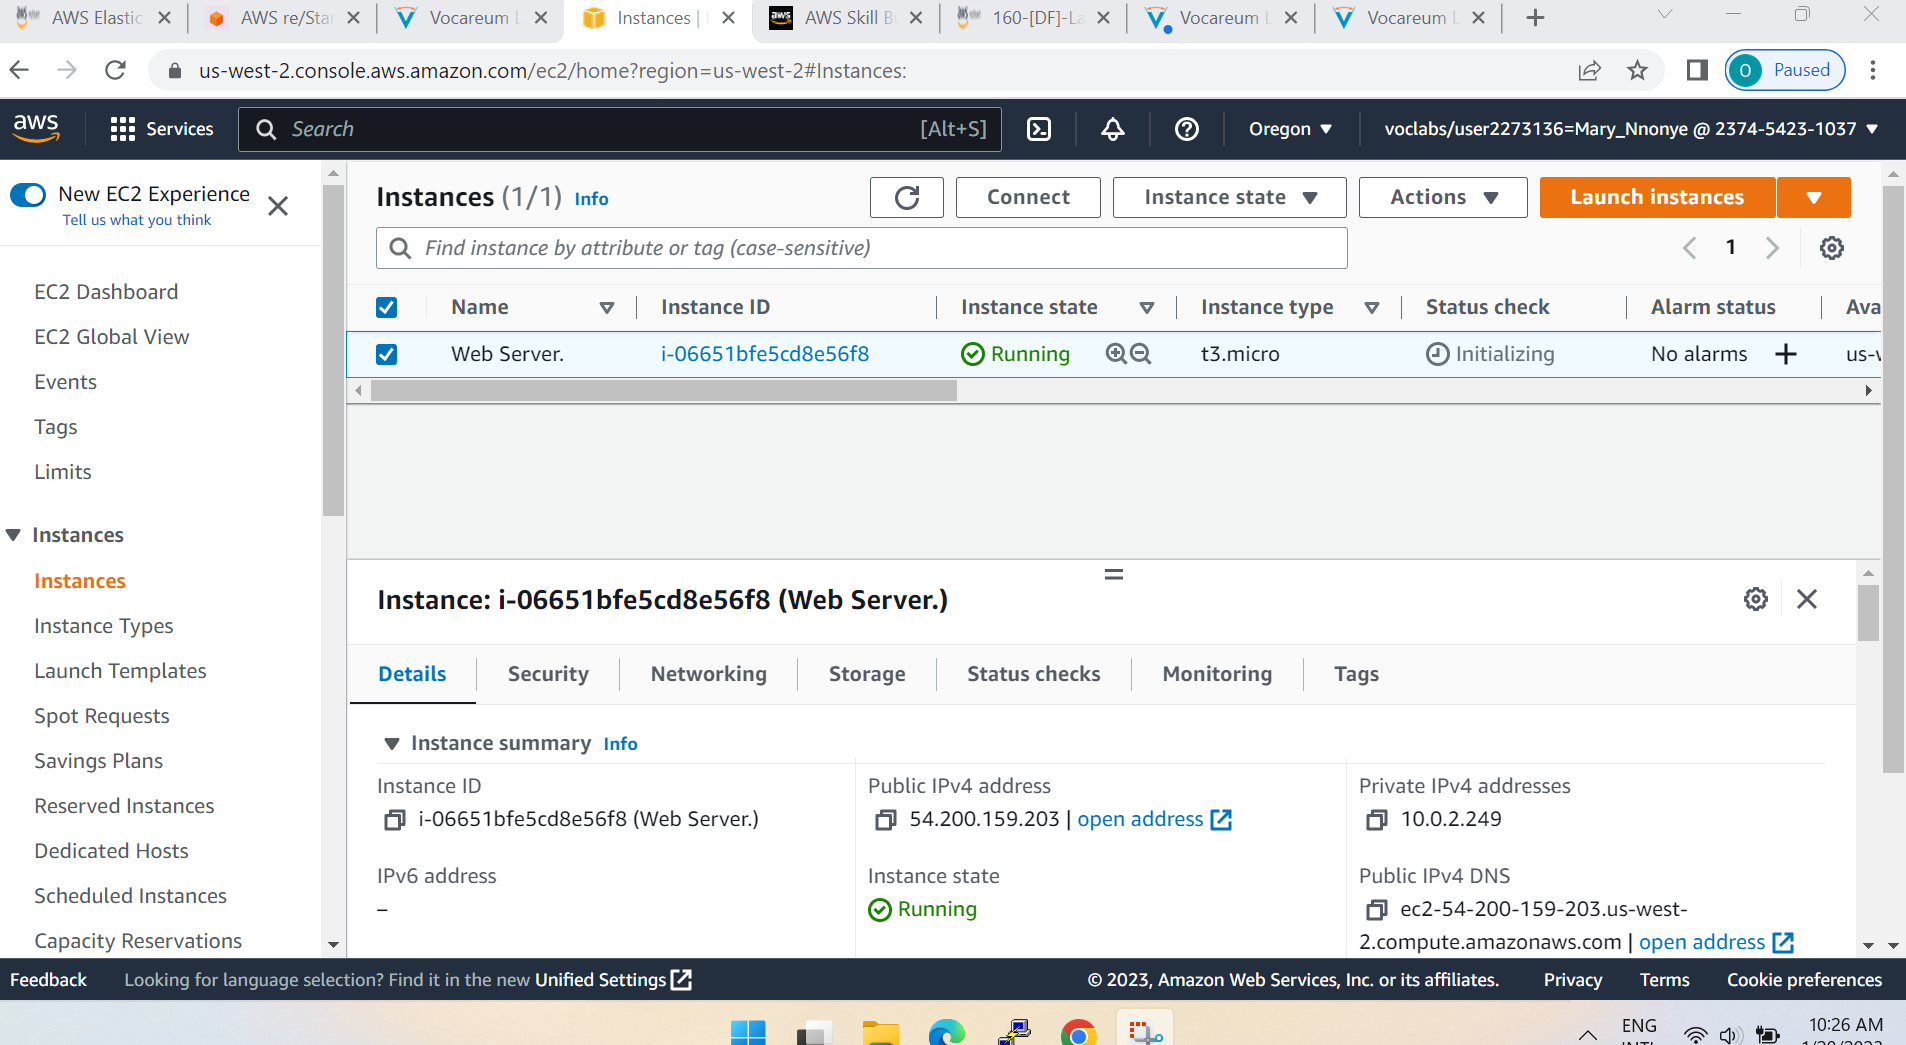 AWS Elastic
AWS re/Star
Vocareum L
Instances |
aws
AWS Skill B
160-[DF]-La
Vocareum L
Vocareum L
us-west-2.console.aws.amazon.com/ec2/home?region=us-west-2#Instances:
O Paused
aws
Services
Search [Alt+S]
Oregon
voclabs/user2273136=Mary_Nnonye @ 2374-5423-1037
New EC2 Experience
Tell us what you think
EC2 Dashboard
EC2 Global View
Events
Tags
Limits
Instances
Instances
Instance Types
Launch Templates
Spot Requests
Savings Plans
Reserved Instances
Dedicated Hosts
Scheduled Instances
Capacity Reservations
Instances (1/1) Info
Connect
Instance state
Actions
Launch instances
Find instance by attribute or tag (case-sensitive)
1
Name Instance ID Instance state Instance type Status check Alarm status Ava
Web Server. i-06651bfe5cd8e56f8 Running t3.micro Initializing No alarms + us-
Instance: i-06651bfe5cd8e56f8 (Web Server.)
Details Security Networking Storage Status checks Monitoring Tags
Instance summary Info
Instance ID
i-06651bfe5cd8e56f8 (Web Server.)
Public IPv4 address
54.200.159.203 | open address
Private IPv4 addresses
10.0.2.249
IPv6 address
–
Instance state
Running
Public IPv4 DNS
ec2-54-200-159-203.us-west-
2.compute.amazonaws.com | open address
Feedback
Looking for language selection? Find it in the new Unified Settings
© 2023, Amazon Web Services, Inc. or its affiliates.
Privacy
Terms
Cookie preferences
ENG
10:26 AM